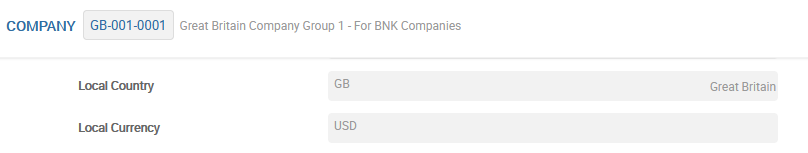 COMPANY GB-001-0001 Great Britain Company Group 1 - For BNK Companies
Local Country GB Great Britain
Local Currency USD